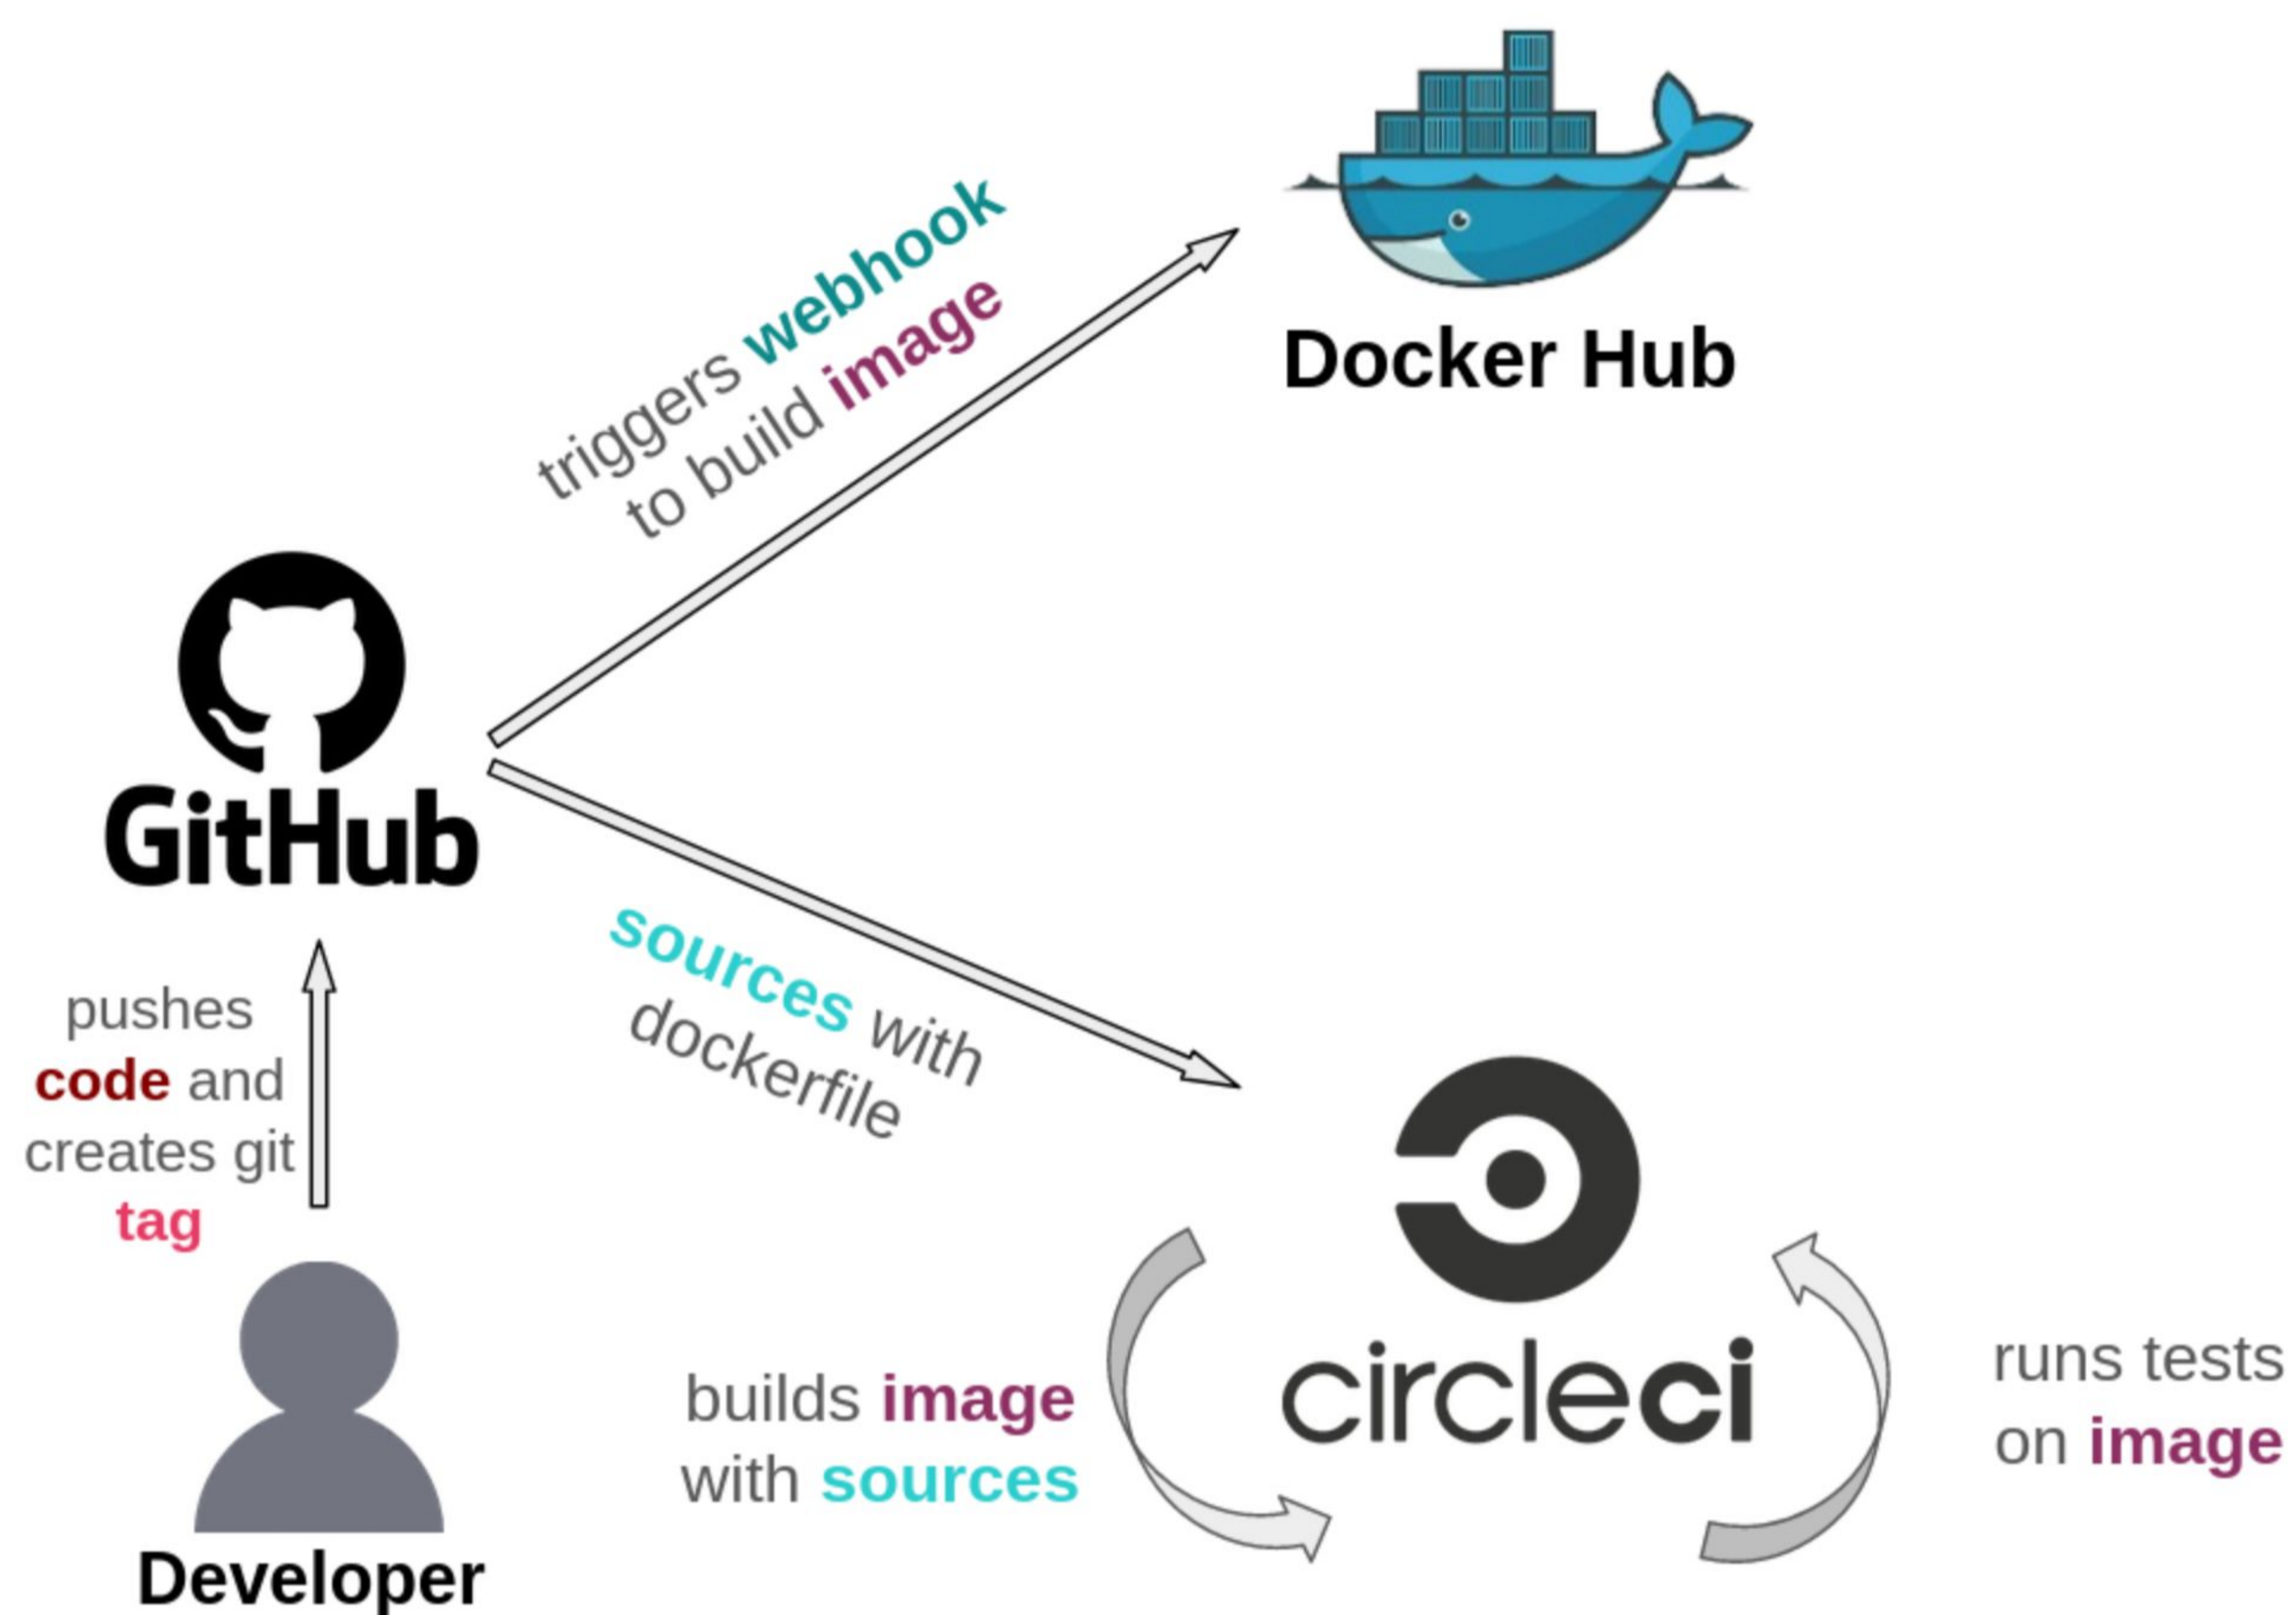 triggers webhook
to build image
Docker Hub
GitHub
sources with
dockerfile
pushes
code and
creates git
tag
Developer
builds image
with sources
circleci
runs tests
on image